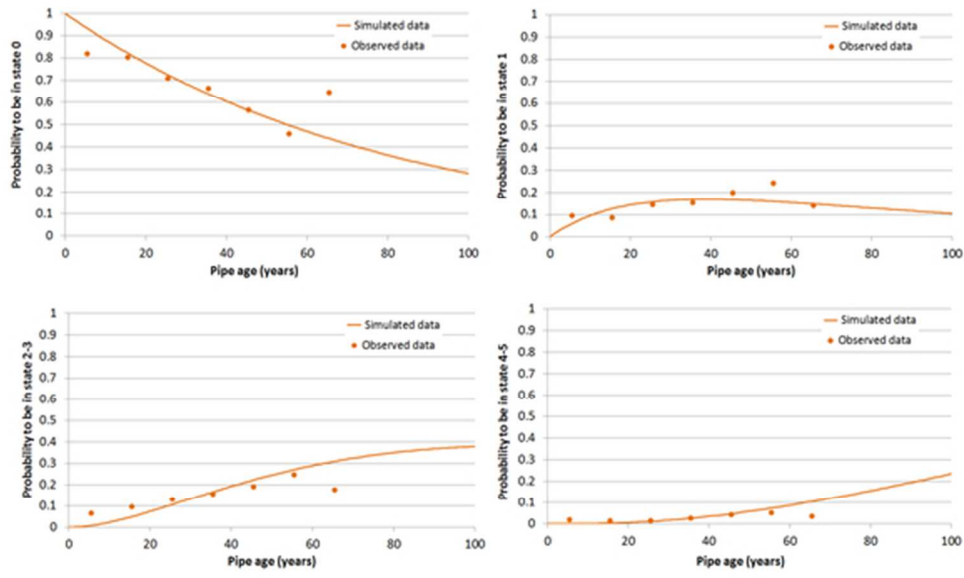 Probability to be in state 0
1
0.9
0.8
0.7
0.6
0.5
0.4
0.3
0.2
0.1
0
Simulated data
Observed data
0 20 40 60 80 100
Pipe age (years)
Probability to be in state 1
1
0.9
0.8
0.7
0.6
0.5
0.4
0.3
0.2
0.1
0
Simulated data
Observed data
0 20 40 60 80 100
Pipe age (years)
Probability to be in state 2-3
1
0.9
0.8
0.7
0.6
0.5
0.4
0.3
0.2
0.1
0
Simulated data
Observed data
0 20 40 60 80 100
Pipe age (years)
Probability to be in state 4-5
1
0.9
0.8
0.7
0.6
0.5
0.4
0.3
0.2
0.1
0
Simulated data
Observed data
0 20 40 60 80 100
Pipe age (years)